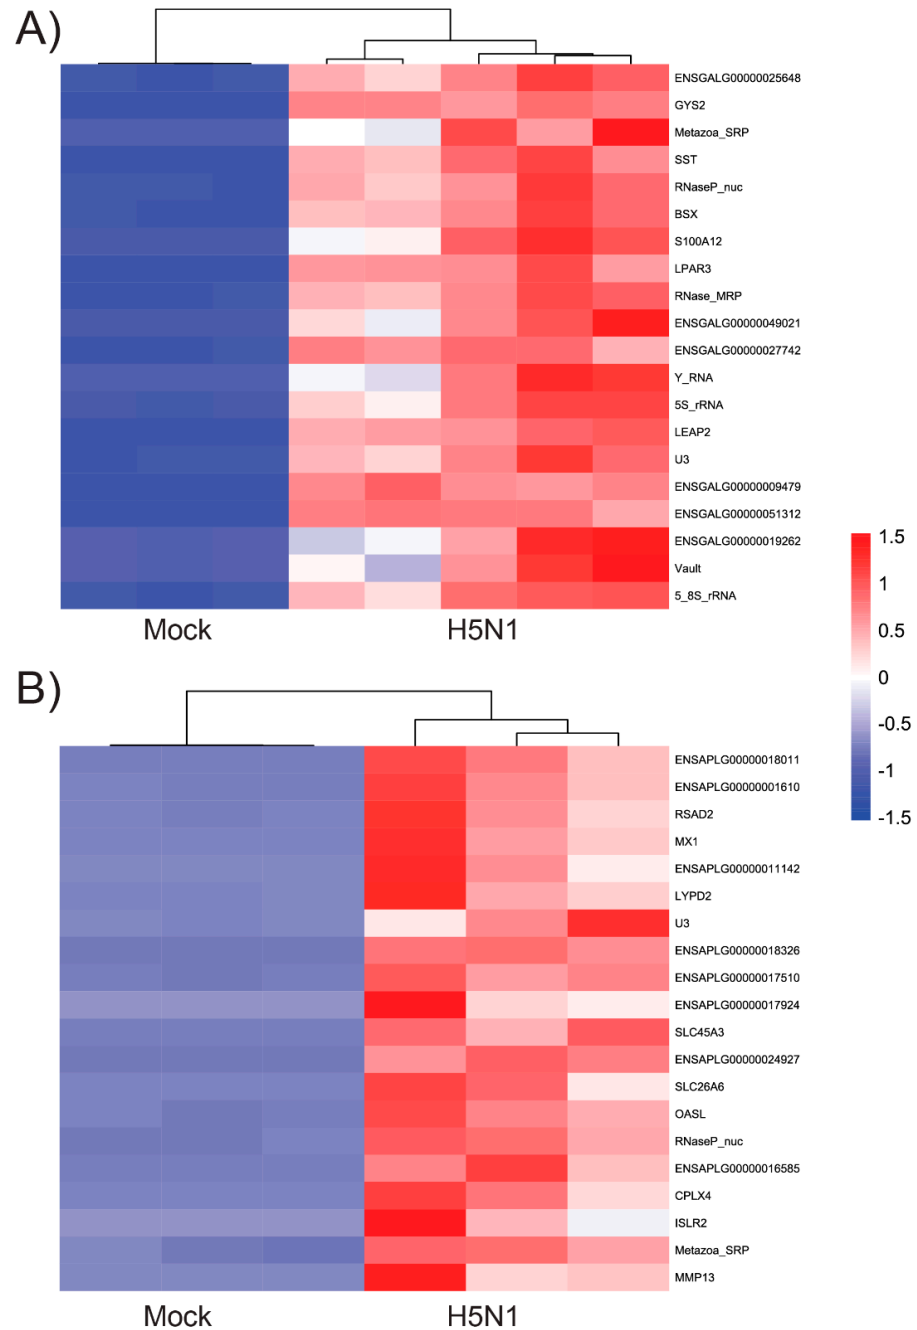 A)
ENSGALG00000025648
GYS2
Metazoa_SRP
SST
RNaseP_nuc
BSX
S100A12
LPAR3
RNase_MRP
ENSGALG00000049021
ENSGALG00000027742
Y_RNA
5S_rRNA
LEAP2
U3
ENSGALG00000009479
ENSGALG00000051312
ENSGALG00000019262
Vault
5_8S_rRNA
Mock H5N1
1.5
1
0.5
0
-0.5
-1
-1.5
B)
ENSAPLG00000018011
ENSAPLG00000001610
RSAD2
MX1
ENSAPLG00000011142
LYPD2
U3
ENSAPLG00000018326
ENSAPLG00000017510
ENSAPLG00000017924
SLC45A3
ENSAPLG00000024927
SLC26A6
OASL
RNaseP_nuc
ENSAPLG00000016585
CPLX4
ISLR2
Metazoa_SRP
MMP13
Mock H5N1